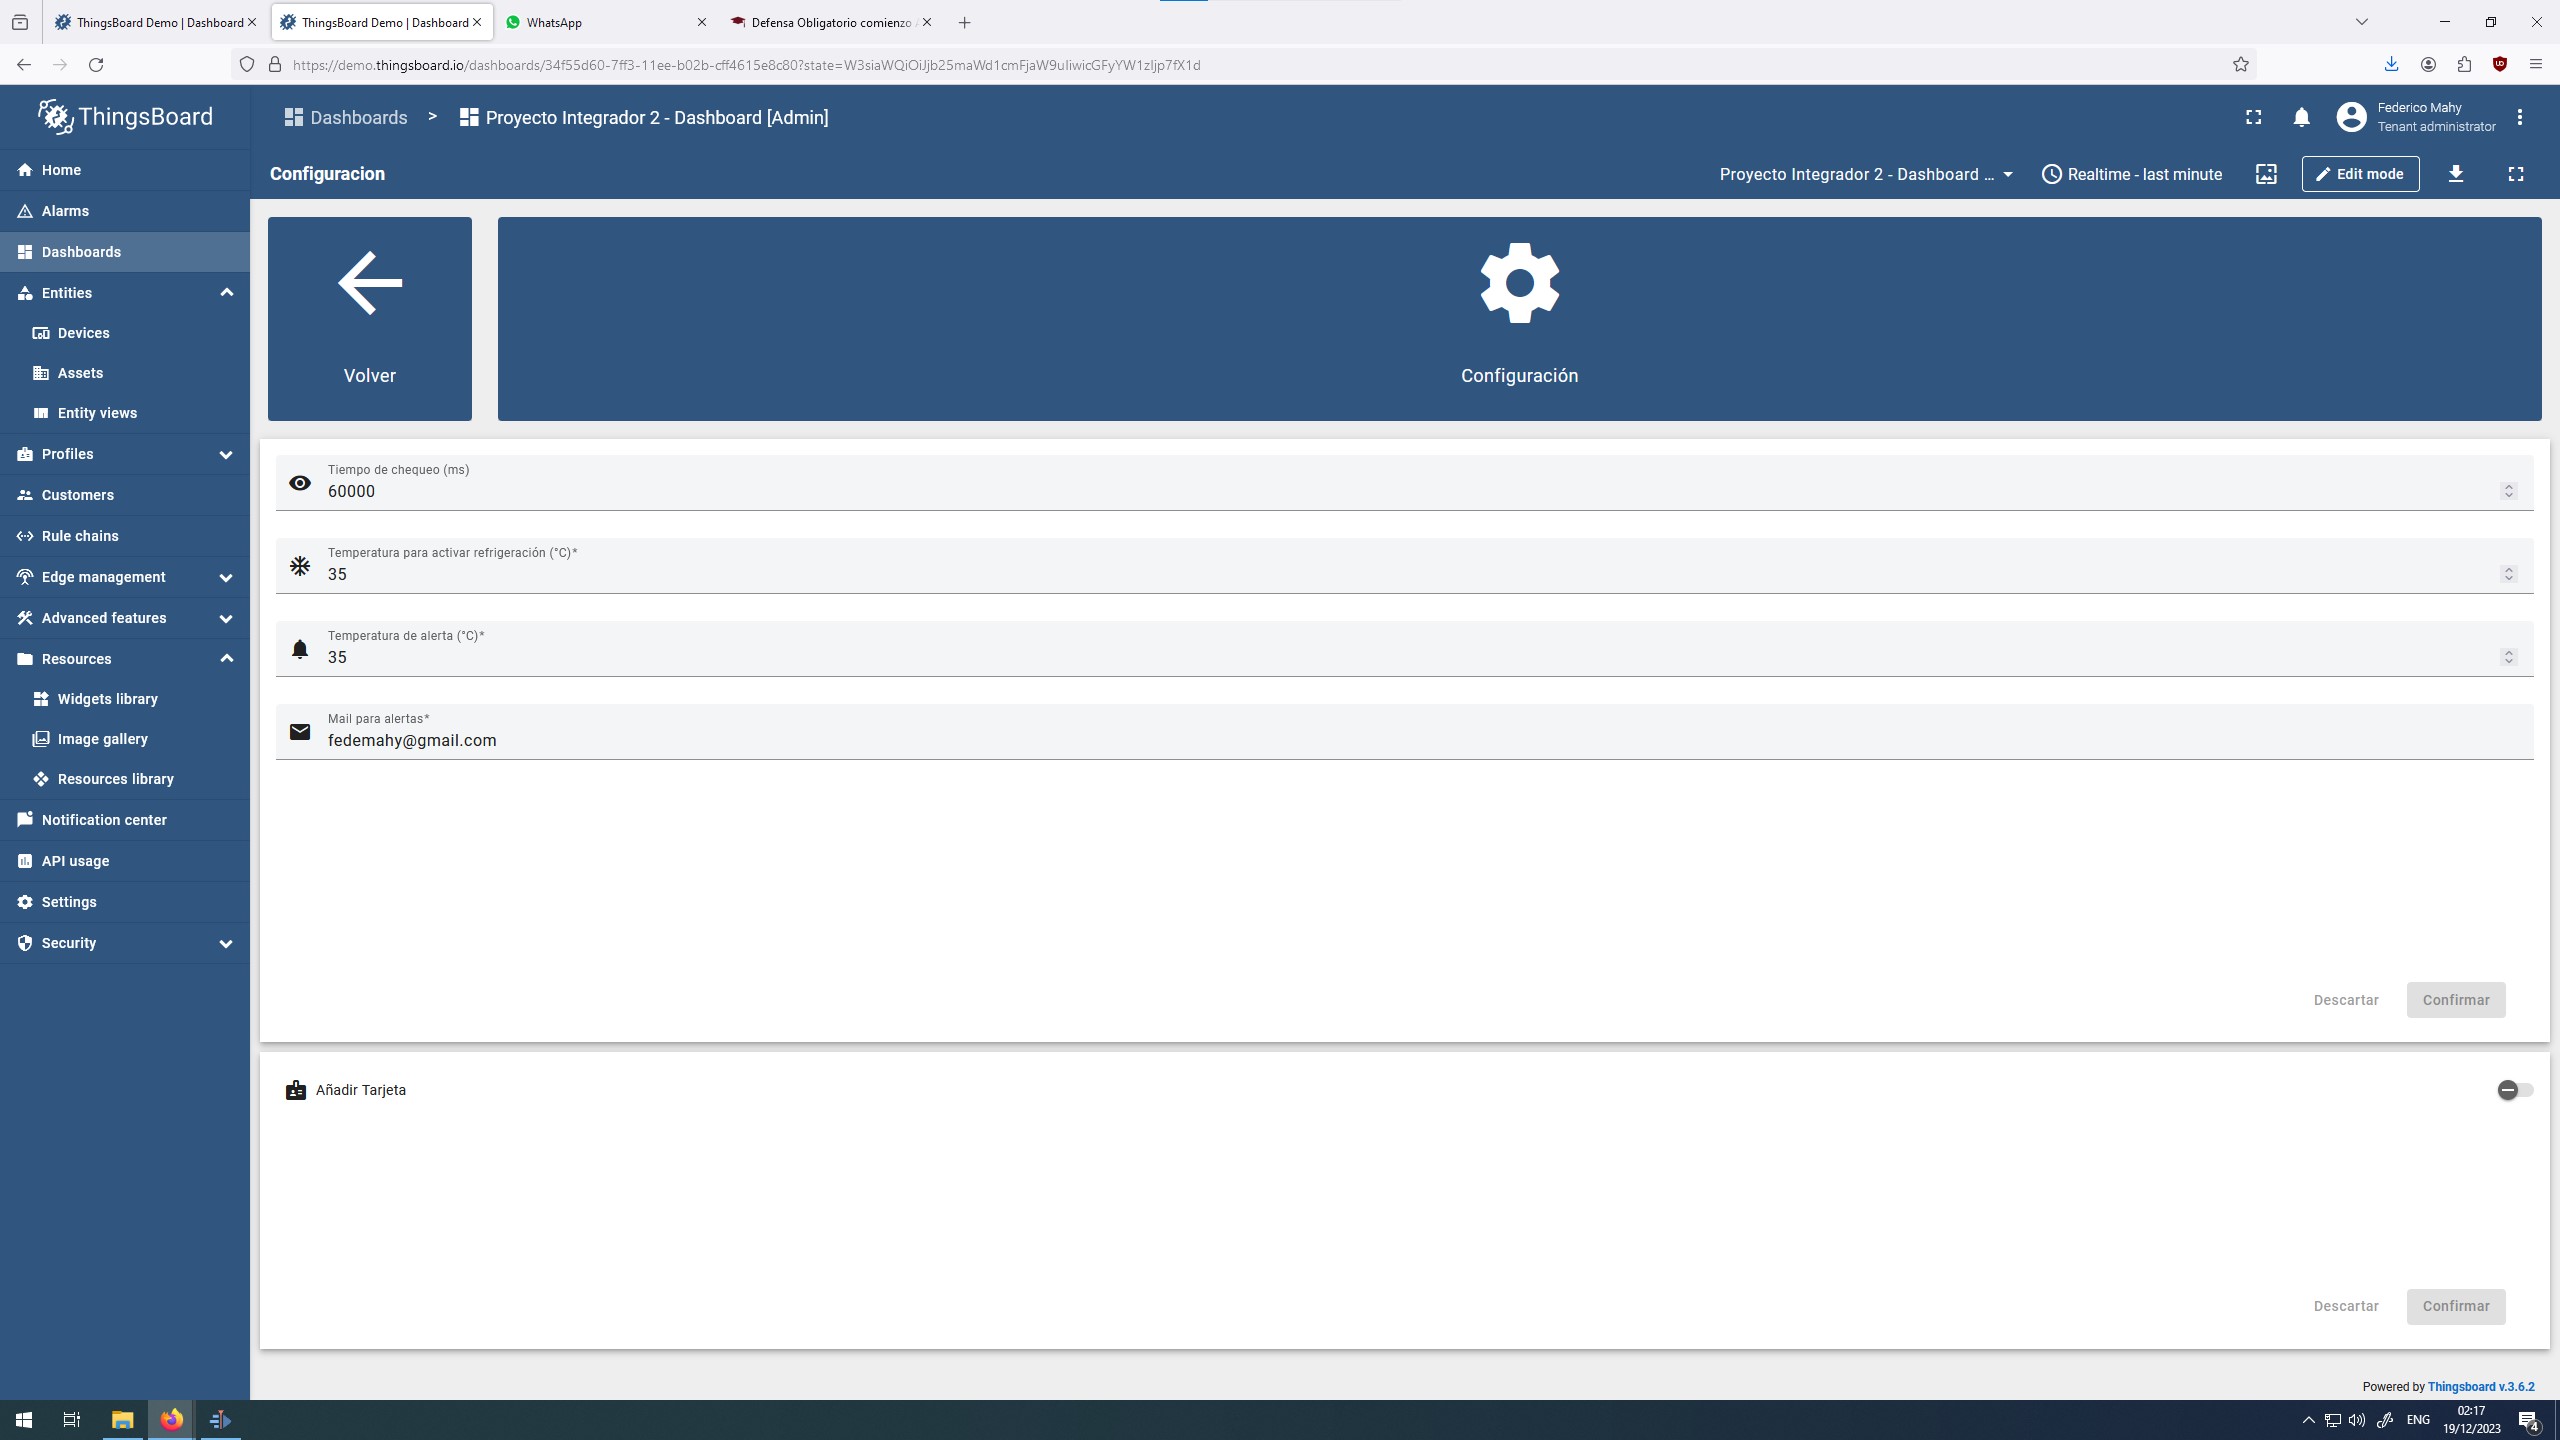 ThingsBoard Demo | Dashboard
ThingsBoard Demo | Dashboard
WhatsApp
Defensa Obligatorio comienzo
https://demo.thingsboard.io/dashboards/34f55d60-7ff3-11ee-b02b-cff4615e8c80?state=W3siaWQiOiJjb25maWd1cmFjaW9uIiwicGFyYW1zIjp7fX1d
ThingsBoard
Dashboards > Proyecto Integrador 2 - Dashboard [Admin]
Federico Mahy
Tenant administrator
Configuracion
Proyecto Integrador 2 - Dashboard ...
Realtime - last minute
Edit mode
Home
Alarms
Dashboards
Entities
Devices
Assets
Entity views
Profiles
Customers
Rule chains
Edge management
Advanced features
Resources
Widgets library
Image gallery
Resources library
Notification center
API usage
Settings
Security
Volver
Configuración
Tiempo de chequeo (ms)
60000
Temperatura para activar refrigeración (°C)*
35
Temperatura de alerta (°C)*
35
Mail para alertas*
fedemahy@gmail.com
Descartar
Confirmar
Añadir Tarjeta
Descartar
Confirmar
Powered by Thingsboard v.3.6.2
ENG
02:17
19/12/2023
4